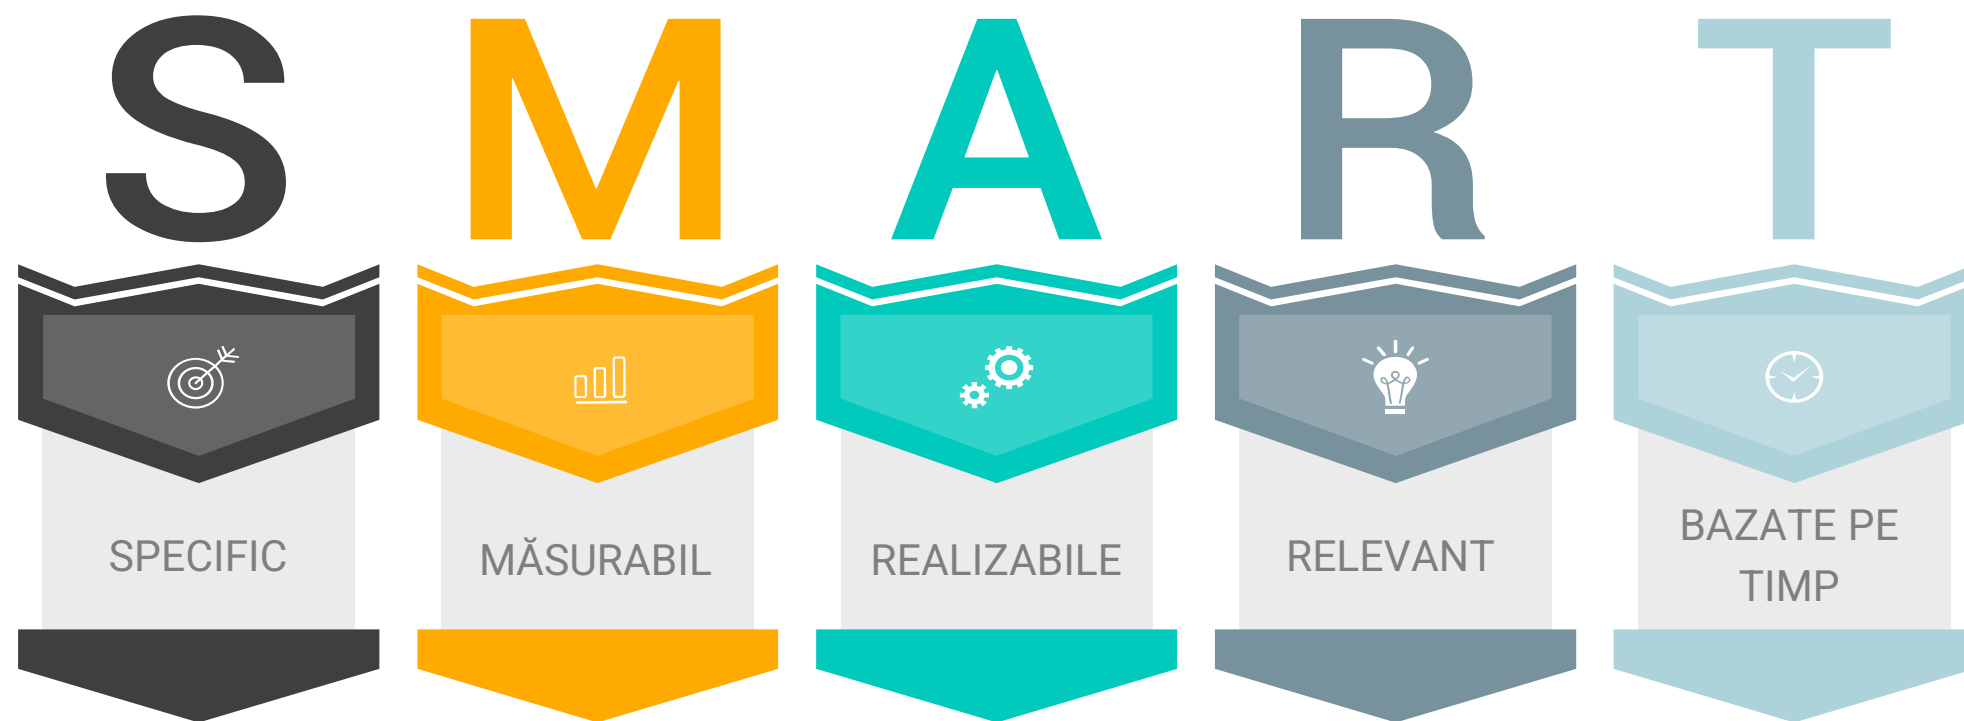 S M A R T
SPECIFIC
MĂSURABIL
REALIZABILE
RELEVANT
BAZATE PE
TIMP